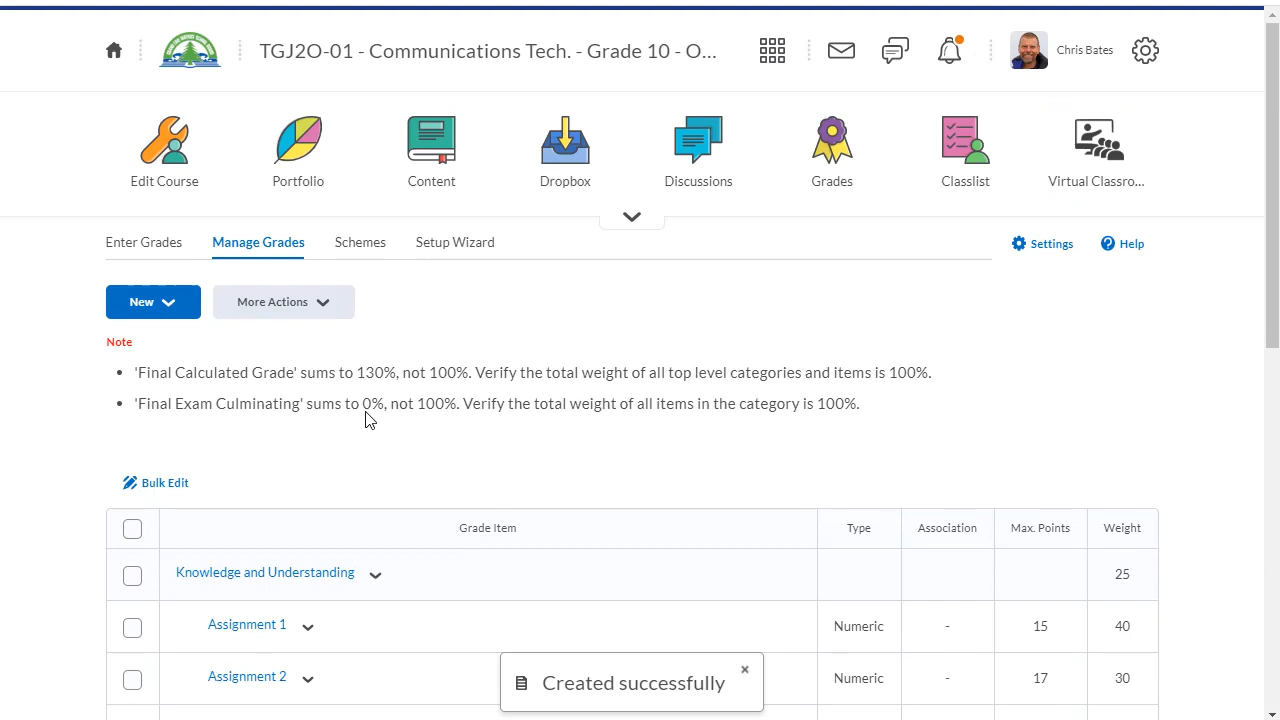 TGJ2O-01 - Communications Tech. - Grade 10 - O...
Chris Bates
Edit Course
Portfolio
Content
Dropbox
Discussions
Grades
Classlist
Virtual Classro...
Enter Grades
Manage Grades
Schemes
Setup Wizard
Settings
Help
New
More Actions
Note
'Final Calculated Grade' sums to 130%, not 100%. Verify the total weight of all top level categories and items is 100%.
'Final Exam Culminating' sums to 0%, not 100%. Verify the total weight of all items in the category is 100%.
Bulk Edit
Grade Item Type Association Max. Points Weight
Knowledge and Understanding 25
Assignment 1 Numeric - 15 40
Assignment 2 Numeric - 17 30
Created successfully